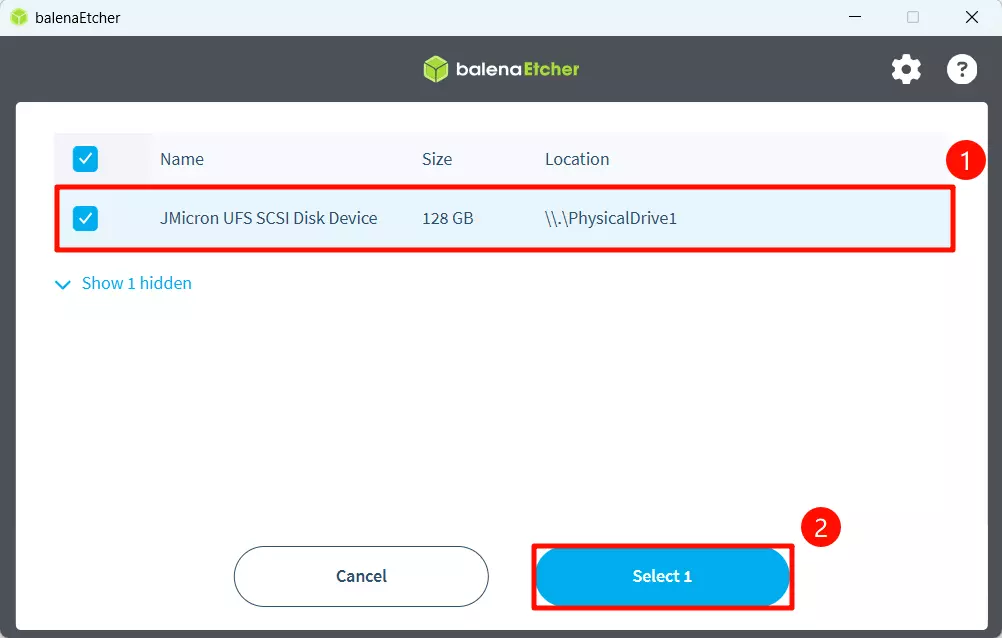 balenaEtcher
balenaEtcher
?
Name Size Location
1
JMicron UFS SCSI Disk Device 128 GB \\.\PhysicalDrive1
Show 1 hidden
2
Cancel Select 1